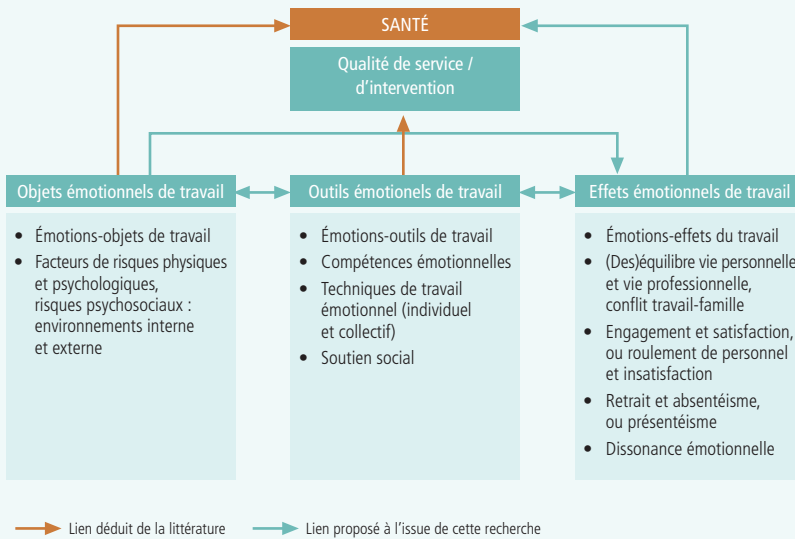 SANTÉ
Qualité de service /
d'intervention
Objets émotionnels de travail
• Émotions-objets de travail
• Facteurs de risques physiques
et psychologiques,
risques psychosociaux :
environnements interne
et externe
Outils émotionels de travail
• Émotions-outils de travail
• Compétences émotionnelles
• Techniques de travail
émotionnel (individuel
et collectif)
• Soutien social
Effets émotionnels de travail
• Émotions-effets du travail
• (Des)équilibre vie personnelle
et vie professionnelle,
conflit travail-famille
• Engagement et satisfaction,
ou roulement de personnel
et insatisfaction
• Retrait et absentéisme,
ou présentéisme
• Dissonance émotionnelle
Lien déduit de la littérature
Lien proposé à l'issue de cette recherche